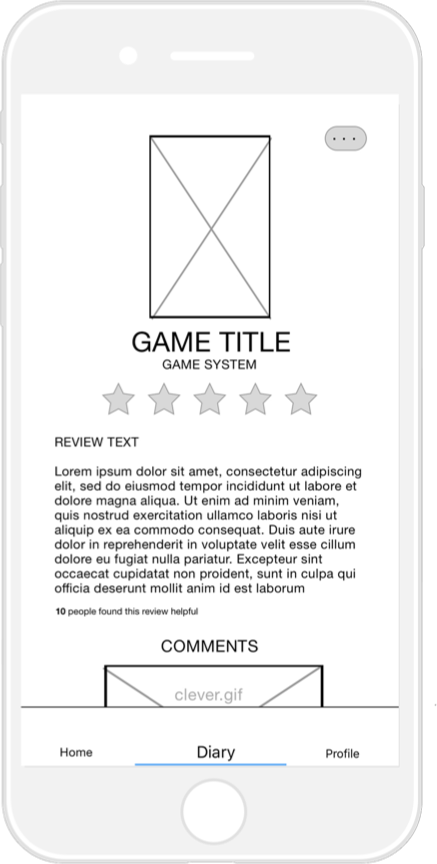 ...
GAME TITLE
GAME SYSTEM
REVIEW TEXT
Lorem ipsum dolor sit amet, consectetur adipiscing
elit, sed do eiusmod tempor incididunt ut labore et
dolore magna aliqua. Ut enim ad minim veniam,
quis nostrud exercitation ullamco laboris nisi ut
aliquip ex ea commodo consequat. Duis aute irure
dolor in reprehenderit in voluptate velit esse cillum
dolore eu fugiat nulla pariatur. Excepteur sint
occaecat cupidatat non proident, sunt in culpa qui
officia deserunt mollit anim id est laborum
10 people found this review helpful
COMMENTS
clever.gif
Home Diary Profile